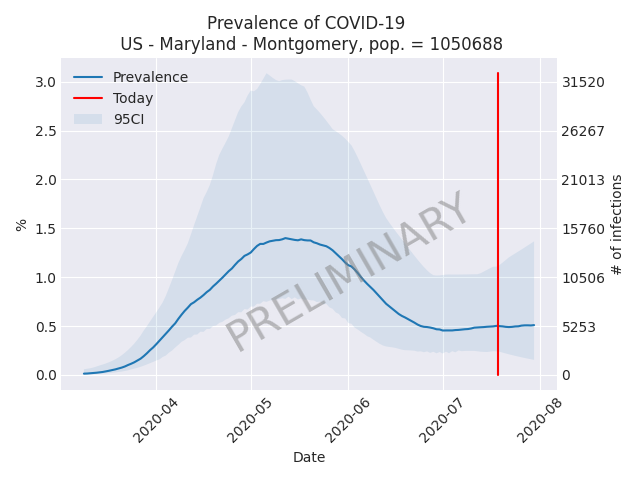 Prevalence of COVID-19
US - Maryland - Montgomery, pop. = 1050688
Prevalence
Today
95CI
3.0
2.5
2.0
1.5
1.0
0.5
0.0
%
31520
26267
21013
15760
10506
5253
0
# of infections
PRELIMINARY
2020-04
2020-05
2020-06
2020-07
2020-08
Date